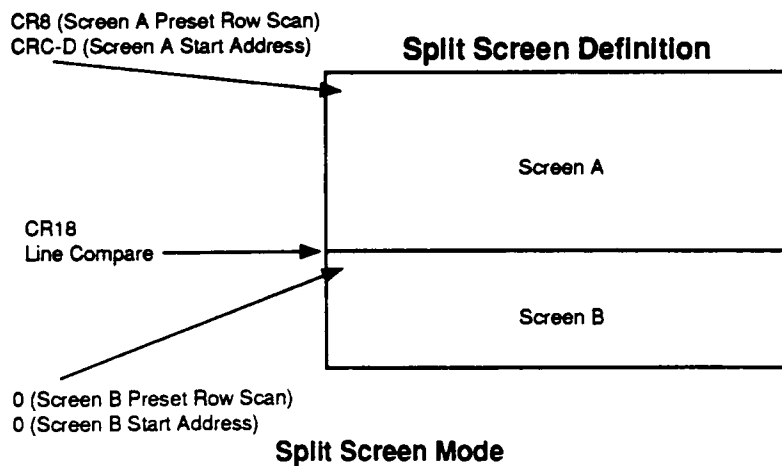 CR8 (Screen A Preset Row Scan)
CRC-D (Screen A Start Address)
Split Screen Definition
Screen A
CR18
Line Compare
Screen B
0 (Screen B Preset Row Scan)
0 (Screen B Start Address)
Split Screen Mode